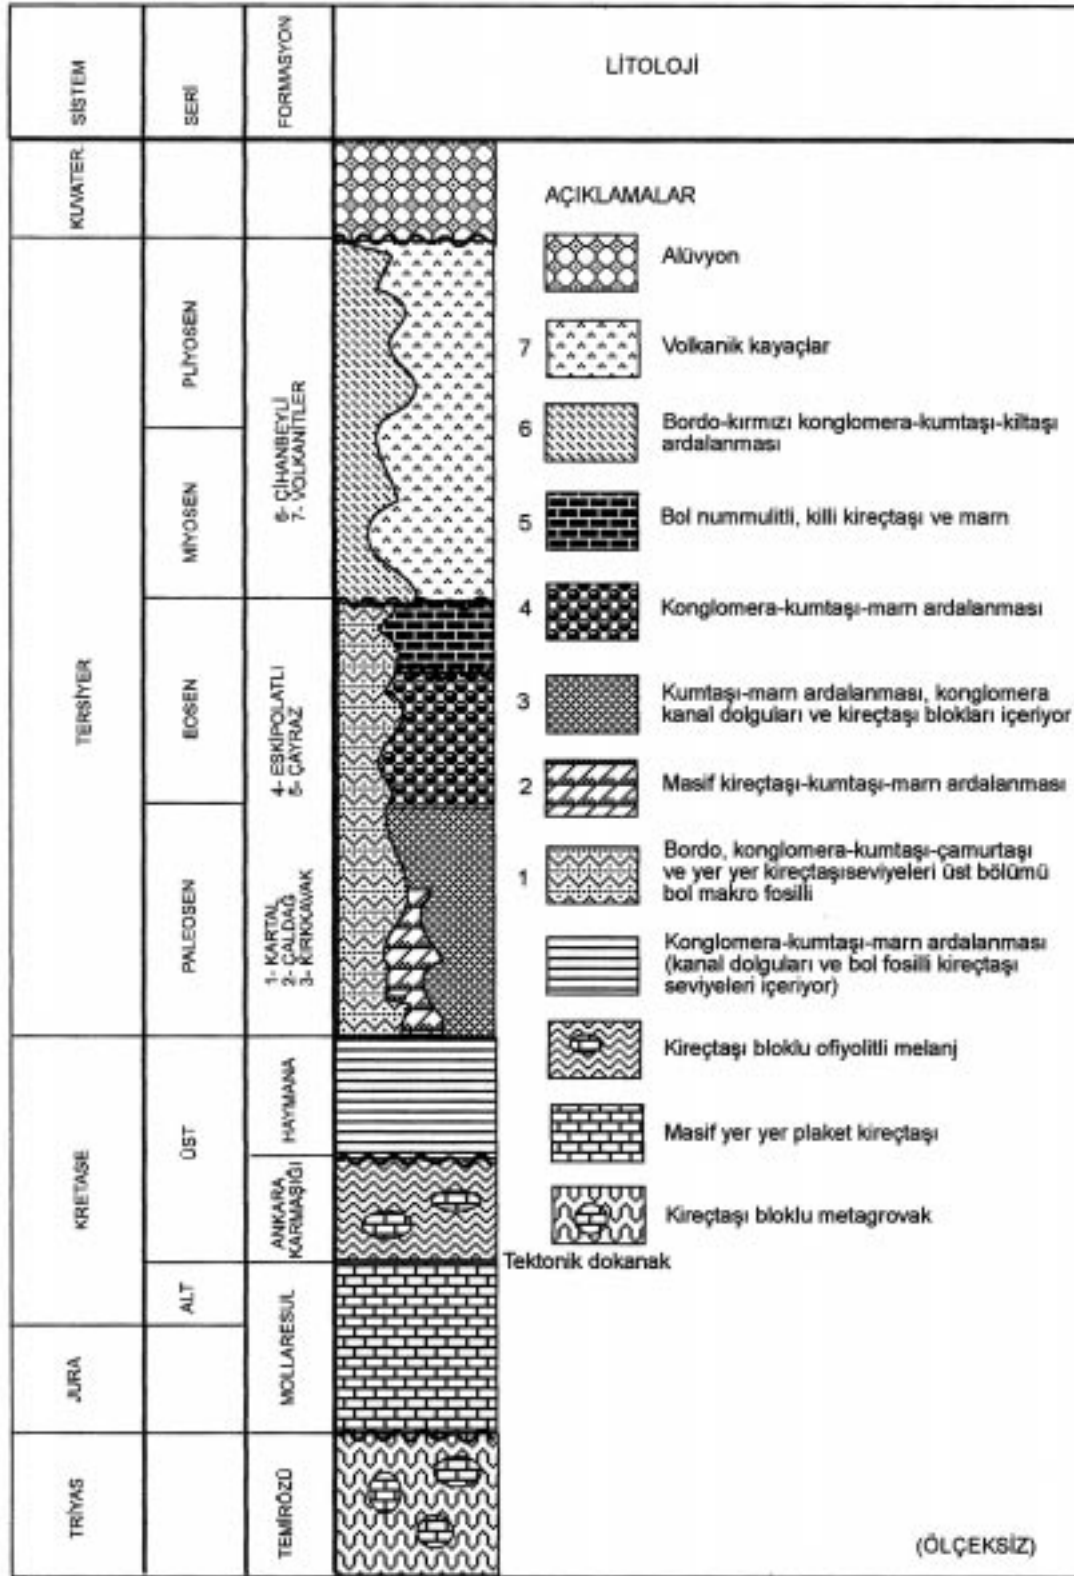 SİSTEM
SERİ
FORMASYON
LİTOLOJİ
KUVATER.
TERSİYER
PLİYOSEN
MİYOSEN
6- ÇİHANBEYLİ
7- VOLKANİTLER
EOSEN
4- ESKİPOLATLI
5- ÇAYRAZ
PALEOSEN
1- KARTAL
2- ÇALDAĞ
3- KIRKKAVAK
KRETASE
ÜST
HAYMANA
ANKARA
KARMAŞIĞI
ALT
MOLLARESUL
JURA
TRİYAS
TEMİRÖZÜ
AÇIKLAMALAR
Alüvyon
7
Volkanik kayaçlar
6
Bordo-kırmızı konglomera-kumtaşı-kiltaşı
ardalanması
5
Bol nummulitli, killi kireçtaşı ve marn
4
Konglomera-kumtaşı-marn ardalanması
3
Kumtaşı-marn ardalanması, konglomera
kanal dolguları ve kireçtaşı blokları içeriyor
2
Masif kireçtaşı-kumtaşı-marn ardalanması
1
Bordo, konglomera-kumtaşı-çamurtaşı
ve yer yer kireçtaşıseviyeleri üst bölümü
bol makro fosilli
Konglomera-kumtaşı-marn ardalanması
(kanal dolguları ve bol fosilli kireçtaşı
seviyeleri içeriyor)
Kireçtaşı bloklu ofiyolitli melanj
Masif yer yer plaket kireçtaşı
Kireçtaşı bloklu metagrovak
Tektonik dokanak
(ÖLÇEKSİZ)